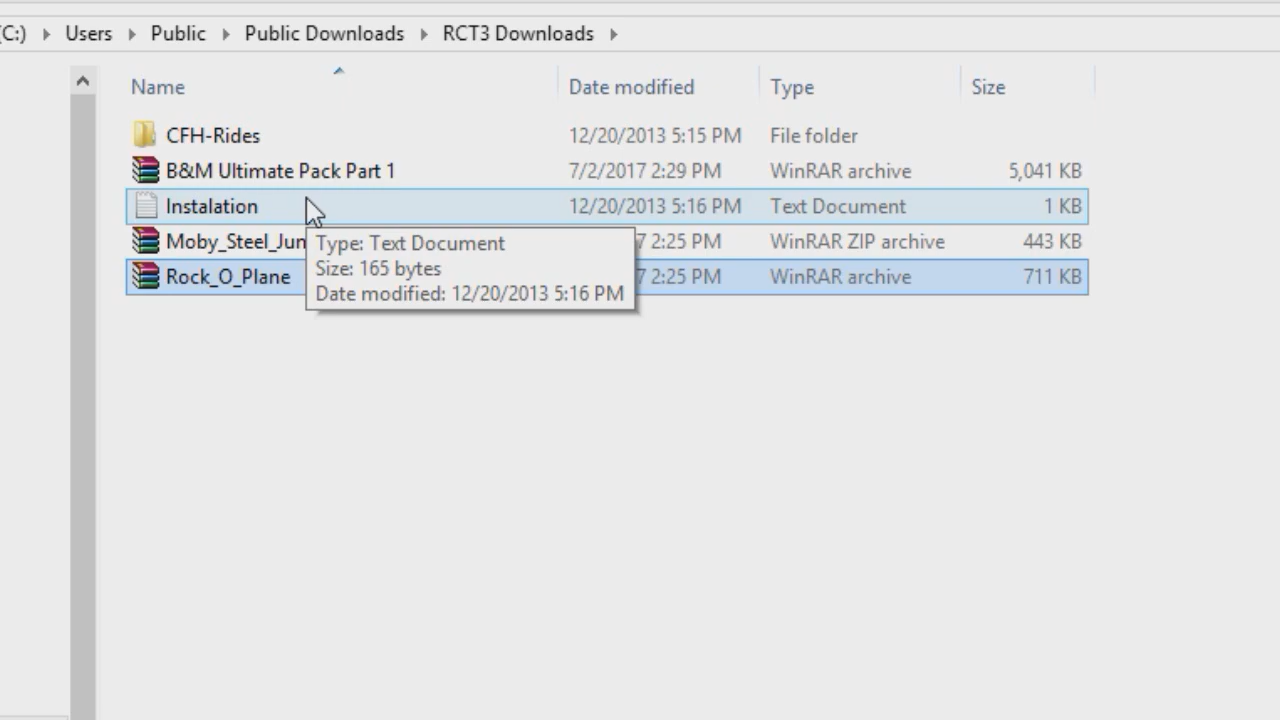 (C:) Users Public Public Downloads RCT3 Downloads
Name Date modified Type Size
CFH-Rides 12/20/2013 5:15 PM File folder
B&M Ultimate Pack Part 1 7/2/2017 2:29 PM WinRAR archive 5,041 KB
Instalation 12/20/2013 5:16 PM Text Document 1 KB
Moby_Steel_Jun 7 2:25 PM WinRAR ZIP archive 443 KB
Rock_O_Plane 7 2:25 PM WinRAR archive 711 KB
Type: Text Document
Size: 165 bytes
Date modified: 12/20/2013 5:16 PM